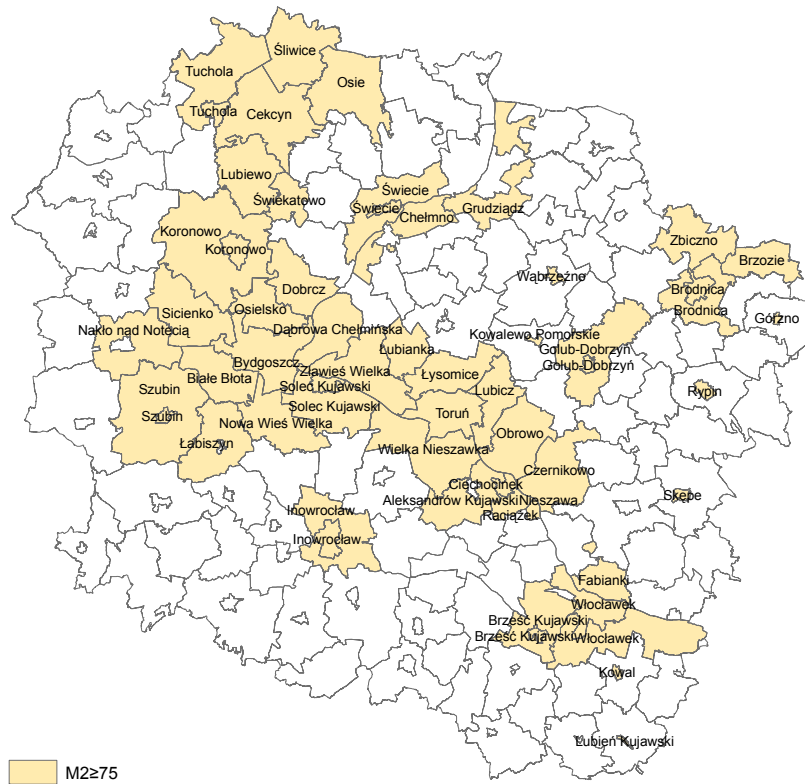 Śliwice
Tuchola
Osie
Tuchola
Cekcyn
Lubiewo
Świecie
Świekatowo
Świecie
Grudziądz
Chełmno
Koronowo
Zbiczno
Koronowo
Brzozie
Wąbrzeźno
Dobrcz
Brodnica
Osielsko
Brodnica
Sicienko
Górzno
Nakło nad Notecią
Dąbrowa Chełmińska
Kowalewo Pomorskie
Łubianka
Golub-Dobrzyń
Bydgoszcz
Golub-Dobrzyń
Zławieś Wielka
Łysomice
Białe Błota
Szubin
Solec Kujawski
Lubicz
Rypin
Solec Kujawski
Szubin
Toruń
Nowa Wieś Wielka
Obrowo
Łabiszyn
Wielka Nieszawka
Czernikowo
Ciechocinek
Skępe
Aleksandrów Kujawski
Nieszawa
Inowrocław
Raciążek
Inowrocław
Fabianki
Włocławek
Brześć Kujawski
Brześć Kujawski
Włocławek
Kowal
Lubień Kujawski
M2≥75